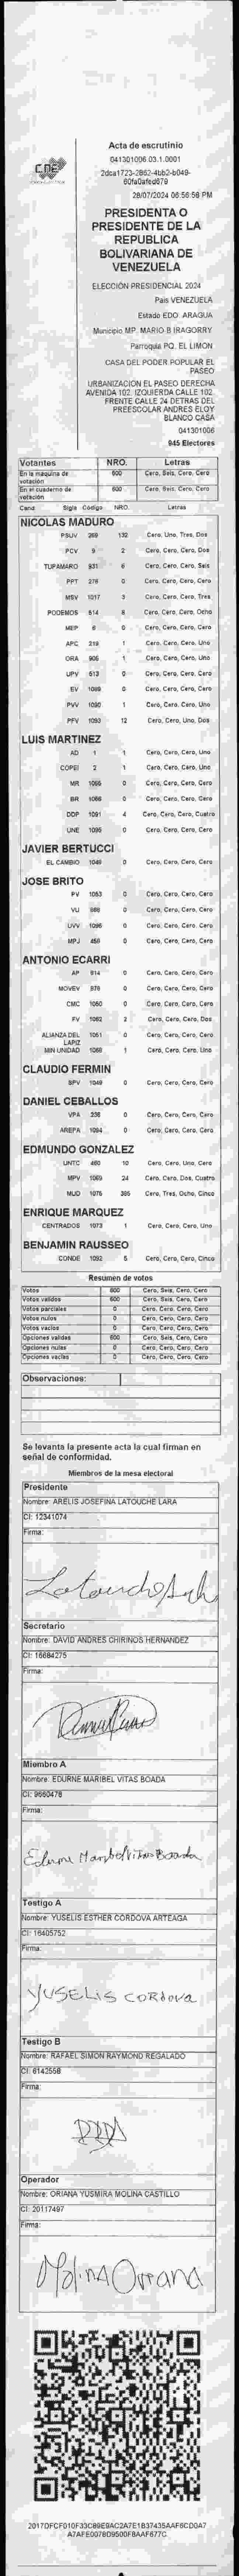 CNE
Acta de escrutinio
041301006.03.1.0001
28/07/2024 06:56:58 PM
PRESIDENTA O
PRESIDENTE DE LA
REPUBLICA
BOLIVARIANA DE
VENEZUELA
ELECCIÓN PRESIDENCIAL 2024
Pais VENEZUELA
Estado EDO. ARAGUA
Municipio MP. MARIO B IRAGORRY
Parroquia PQ. EL LIMON
CASA DEL PODER POPULAR EL
PASEO
URBANIZACIÓN EL PASEO DERECHA
AVENIDA 102. IZQUIERDA CALLE 102.
FRENTE CALLE 24 DETRAS DEL
PREESCOLAR ANDRES ELOY
BLANCO CASA
041301006
945 Electores
Votantes NRO. Letras
En la maquina de votación 600 Cero, Seis, Cero, Cero
En el cuaderno de votación 600 Cero, Seis, Cero, Cero
Cand Sigla Código NRO. Letras
NICOLAS MADURO
PSUV 269 132 Cero, Uno, Tres, Dos
PCV 9 2 Cero, Cero, Cero, Dos
TUPAMARO 931 6 Cero, Cero, Cero, Seis
PPT 276 0 Cero, Cero, Cero, Cero
MSV 1017 3 Cero, Cero, Cero, Tres
PODEMOS 514 8 Cero, Cero, Cero, Ocho
MEP 6 0 Cero, Cero, Cero, Cero
APC 219 1 Cero, Cero, Cero, Uno
ORA 906 1 Cero, Cero, Cero, Uno
UPV 513 0 Cero, Cero, Cero, Cero
EV 1089 0 Cero, Cero, Cero, Cero
PVV 1090 1 Cero, Cero, Cero, Uno
PFV 1093 12 Cero, Cero, Uno, Dos
LUIS MARTINEZ
AD 1 1 Cero, Cero, Cero, Uno
COPEI 2 1 Cero, Cero, Cero, Uno
MR 1065 0 Cero, Cero, Cero, Cero
BR 1066 0 Cero, Cero, Cero, Cero
DDP 1091 4 Cero, Cero, Cero, Cuatro
UNE 1095 0 Cero, Cero, Cero, Cero
JAVIER BERTUCCI
EL CAMBIO 1049 0 Cero, Cero, Cero, Cero
JOSE BRITO
PV 1053 0 Cero, Cero, Cero, Cero
VU 988 0 Cero, Cero, Cero, Cero
UVV 1096 0 Cero, Cero, Cero, Cero
MPJ 456 0 Cero, Cero, Cero, Cero
ANTONIO ECARRI
AP 914 0 Cero, Cero, Cero, Cero
MOVEV 979 0 Cero, Cero, Cero, Cero
CMC 1050 0 Cero, Cero, Cero, Cero
FV 1062 2 Cero, Cero, Cero, Dos
ALIANZA DEL LAPIZ 1051 0 Cero, Cero, Cero, Cero
MIN UNIDAD 1068 1 Cero, Cero, Cero, Uno
CLAUDIO FERMIN
SPV 1048 0 Cero, Cero, Cero, Cero
DANIEL CEBALLOS
VPA 236 0 Cero, Cero, Cero, Cero
AREPA 1094 0 Cero, Cero, Cero, Cero
EDMUNDO GONZALEZ
UNTC 460 10 Cero, Cero, Uno, Cero
MPV 1069 24 Cero, Cero, Dos, Cuatro
MUD 1075 385 Cero, Tres, Ocho, Cinco
ENRIQUE MARQUEZ
CENTRADOS 1073 1 Cero, Cero, Cero, Uno
BENJAMIN RAUSSEO
CONDE 1092 5 Cero, Cero, Cero, Cinco
Resumen de votos
Votos 600 Cero, Seis, Cero, Cero
Votos validos 600 Cero, Seis, Cero, Cero
Votos parciales 0 Cero, Cero, Cero, Cero
Votos nulos 0 Cero, Cero, Cero, Cero
Votos vacios 0 Cero, Cero, Cero, Cero
Opciones validas 600 Cero, Seis, Cero, Cero
Opciones nulas 0 Cero, Cero, Cero, Cero
Opciones vacias 0 Cero, Cero, Cero, Cero
Observaciones:
Se levanta la presente acta la cual firman en
señal de conformidad.
Miembros de la mesa electoral
Presidente
Nombre: ARELIS JOSEFINA LATOUCHE LARA
CI: 12341074
Firma:
Secretario
Nombre: DAVID ANDRES CHIRINOS HERNANDEZ
CI: 16684275
Firma:
Miembro A
Nombre: EDURNE MARIBEL VITAS BOADA
CI: 9660478
Firma:
Edurne Maribel Vitas Boada
Testigo A
Nombre: YUSELIS ESTHER CORDOVA ARTEAGA
CI: 16405752
Firma:
YUSELIS CORDOVA
Testigo B
Nombre: RAFAEL SIMON RAYMOND REGALADO
CI: 6142558
Firma:
Operador
Nombre: ORIANA YUSMIRA MOLINA CASTILLO
CI: 20117497
Firma:
Molina Oriana